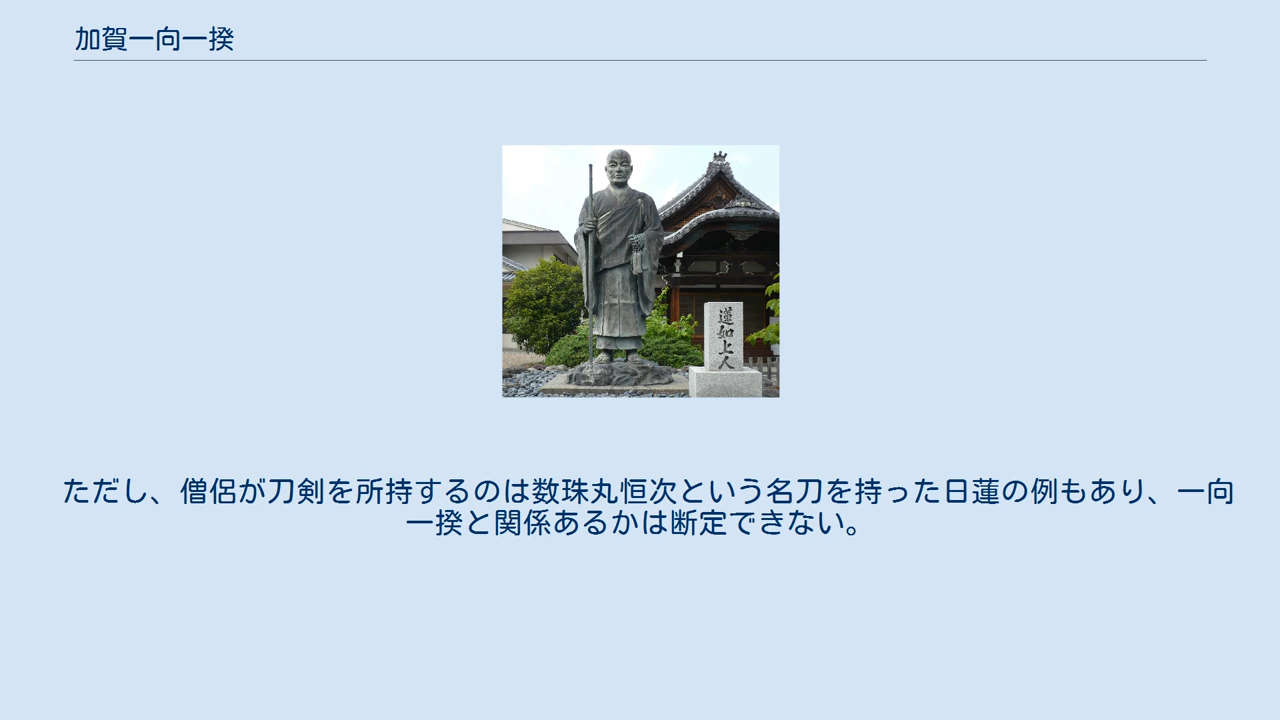 加賀一向一揆
蓮如上人
ただし、僧侶が刀剣を所持するのは数珠丸恒次という名刀を持った日蓮の例もあり、一向
一揆と関係あるかは断定できない。